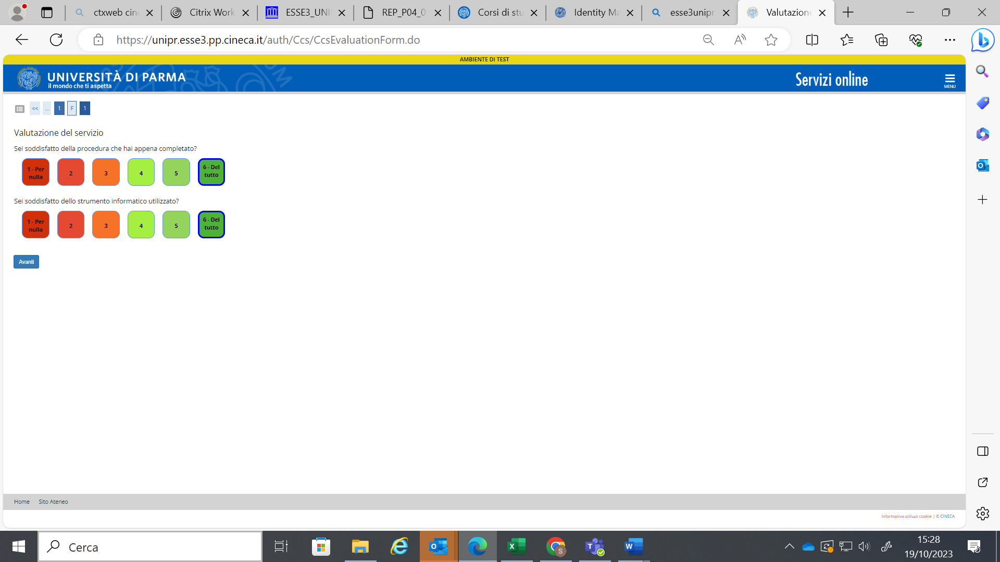 ctxweb cin
Citrix Work
ESSE3_UNI
REP_P04_0
Corsi di stu
Identity Ma
esse3unipr
Valutazione
https://unipr.esse3.pp.cineca.it/auth/Ccs/CcsEvaluationForm.do
AMBIENTE DI TEST
UNIVERSITÀ DI PARMA
il mondo che ti aspetta
Servizi online
MENU
<< ... 1 F 1
Valutazione del servizio
Sei soddisfatto della procedura che hai appena completato?
1 - Per nulla 2 3 4 5 6 - Del tutto
Sei soddisfatto dello strumento informatico utilizzato?
1 - Per nulla 2 3 4 5 6 - Del tutto
Avanti
Home Sito Ateneo
Informativa utilizzo cookie | © CINECA
Cerca
15:28
19/10/2023